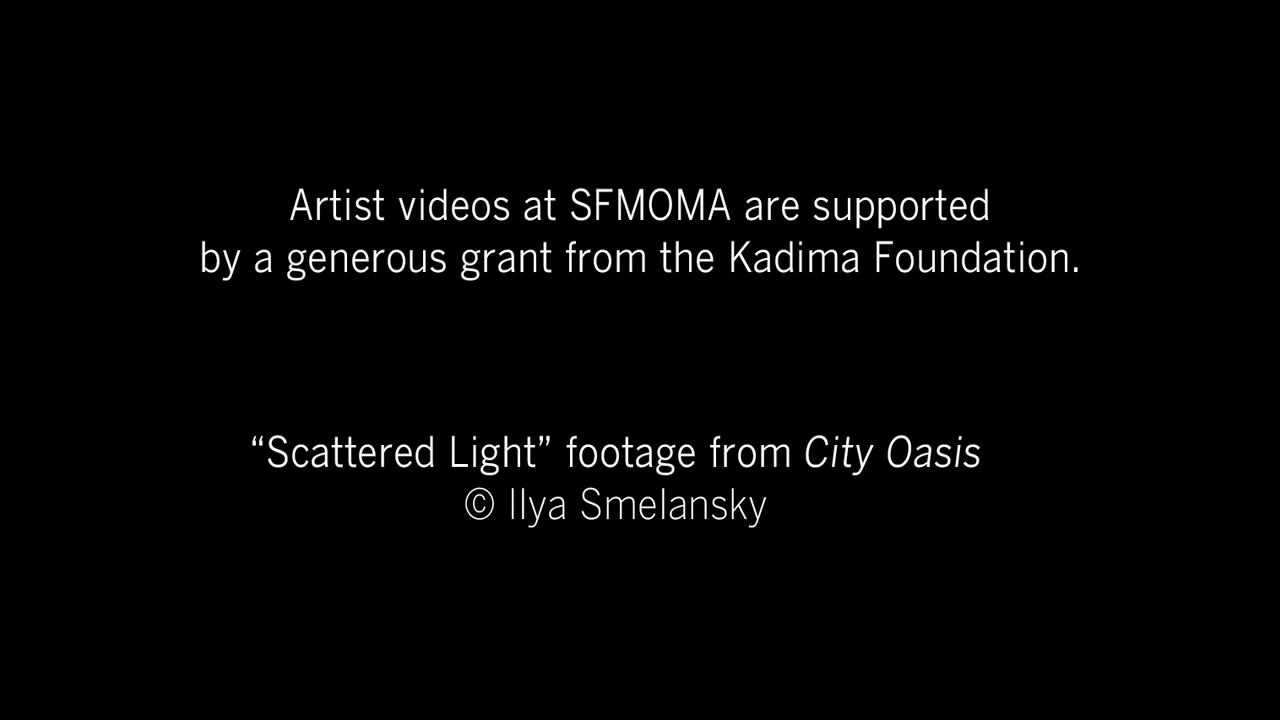 Artist videos at SFMOMA are supported
by a generous grant from the Kadima Foundation.
“Scattered Light” footage from City Oasis
© Ilya Smelansky